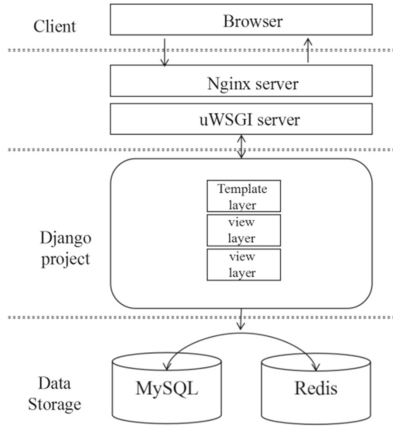 Client
Browser
Nginx server
uWSGI server
Django
project
Template
layer
view
layer
view
layer
Data
Storage
MySQL
Redis